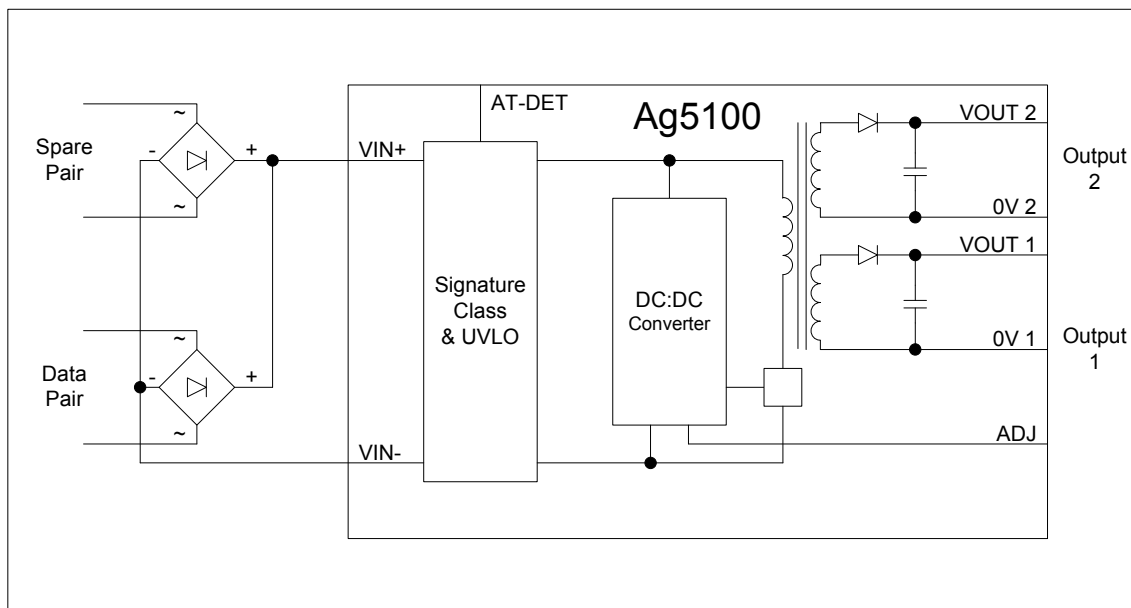 AT-DET
Ag5100
~
Spare
Pair
-
+
~
VIN+
VOUT 2
Output
2
0V 2
Signature
Class
& UVLO
DC:DC
Converter
VOUT 1
Output
1
0V 1
~
Data
Pair
-
+
~
VIN-
ADJ